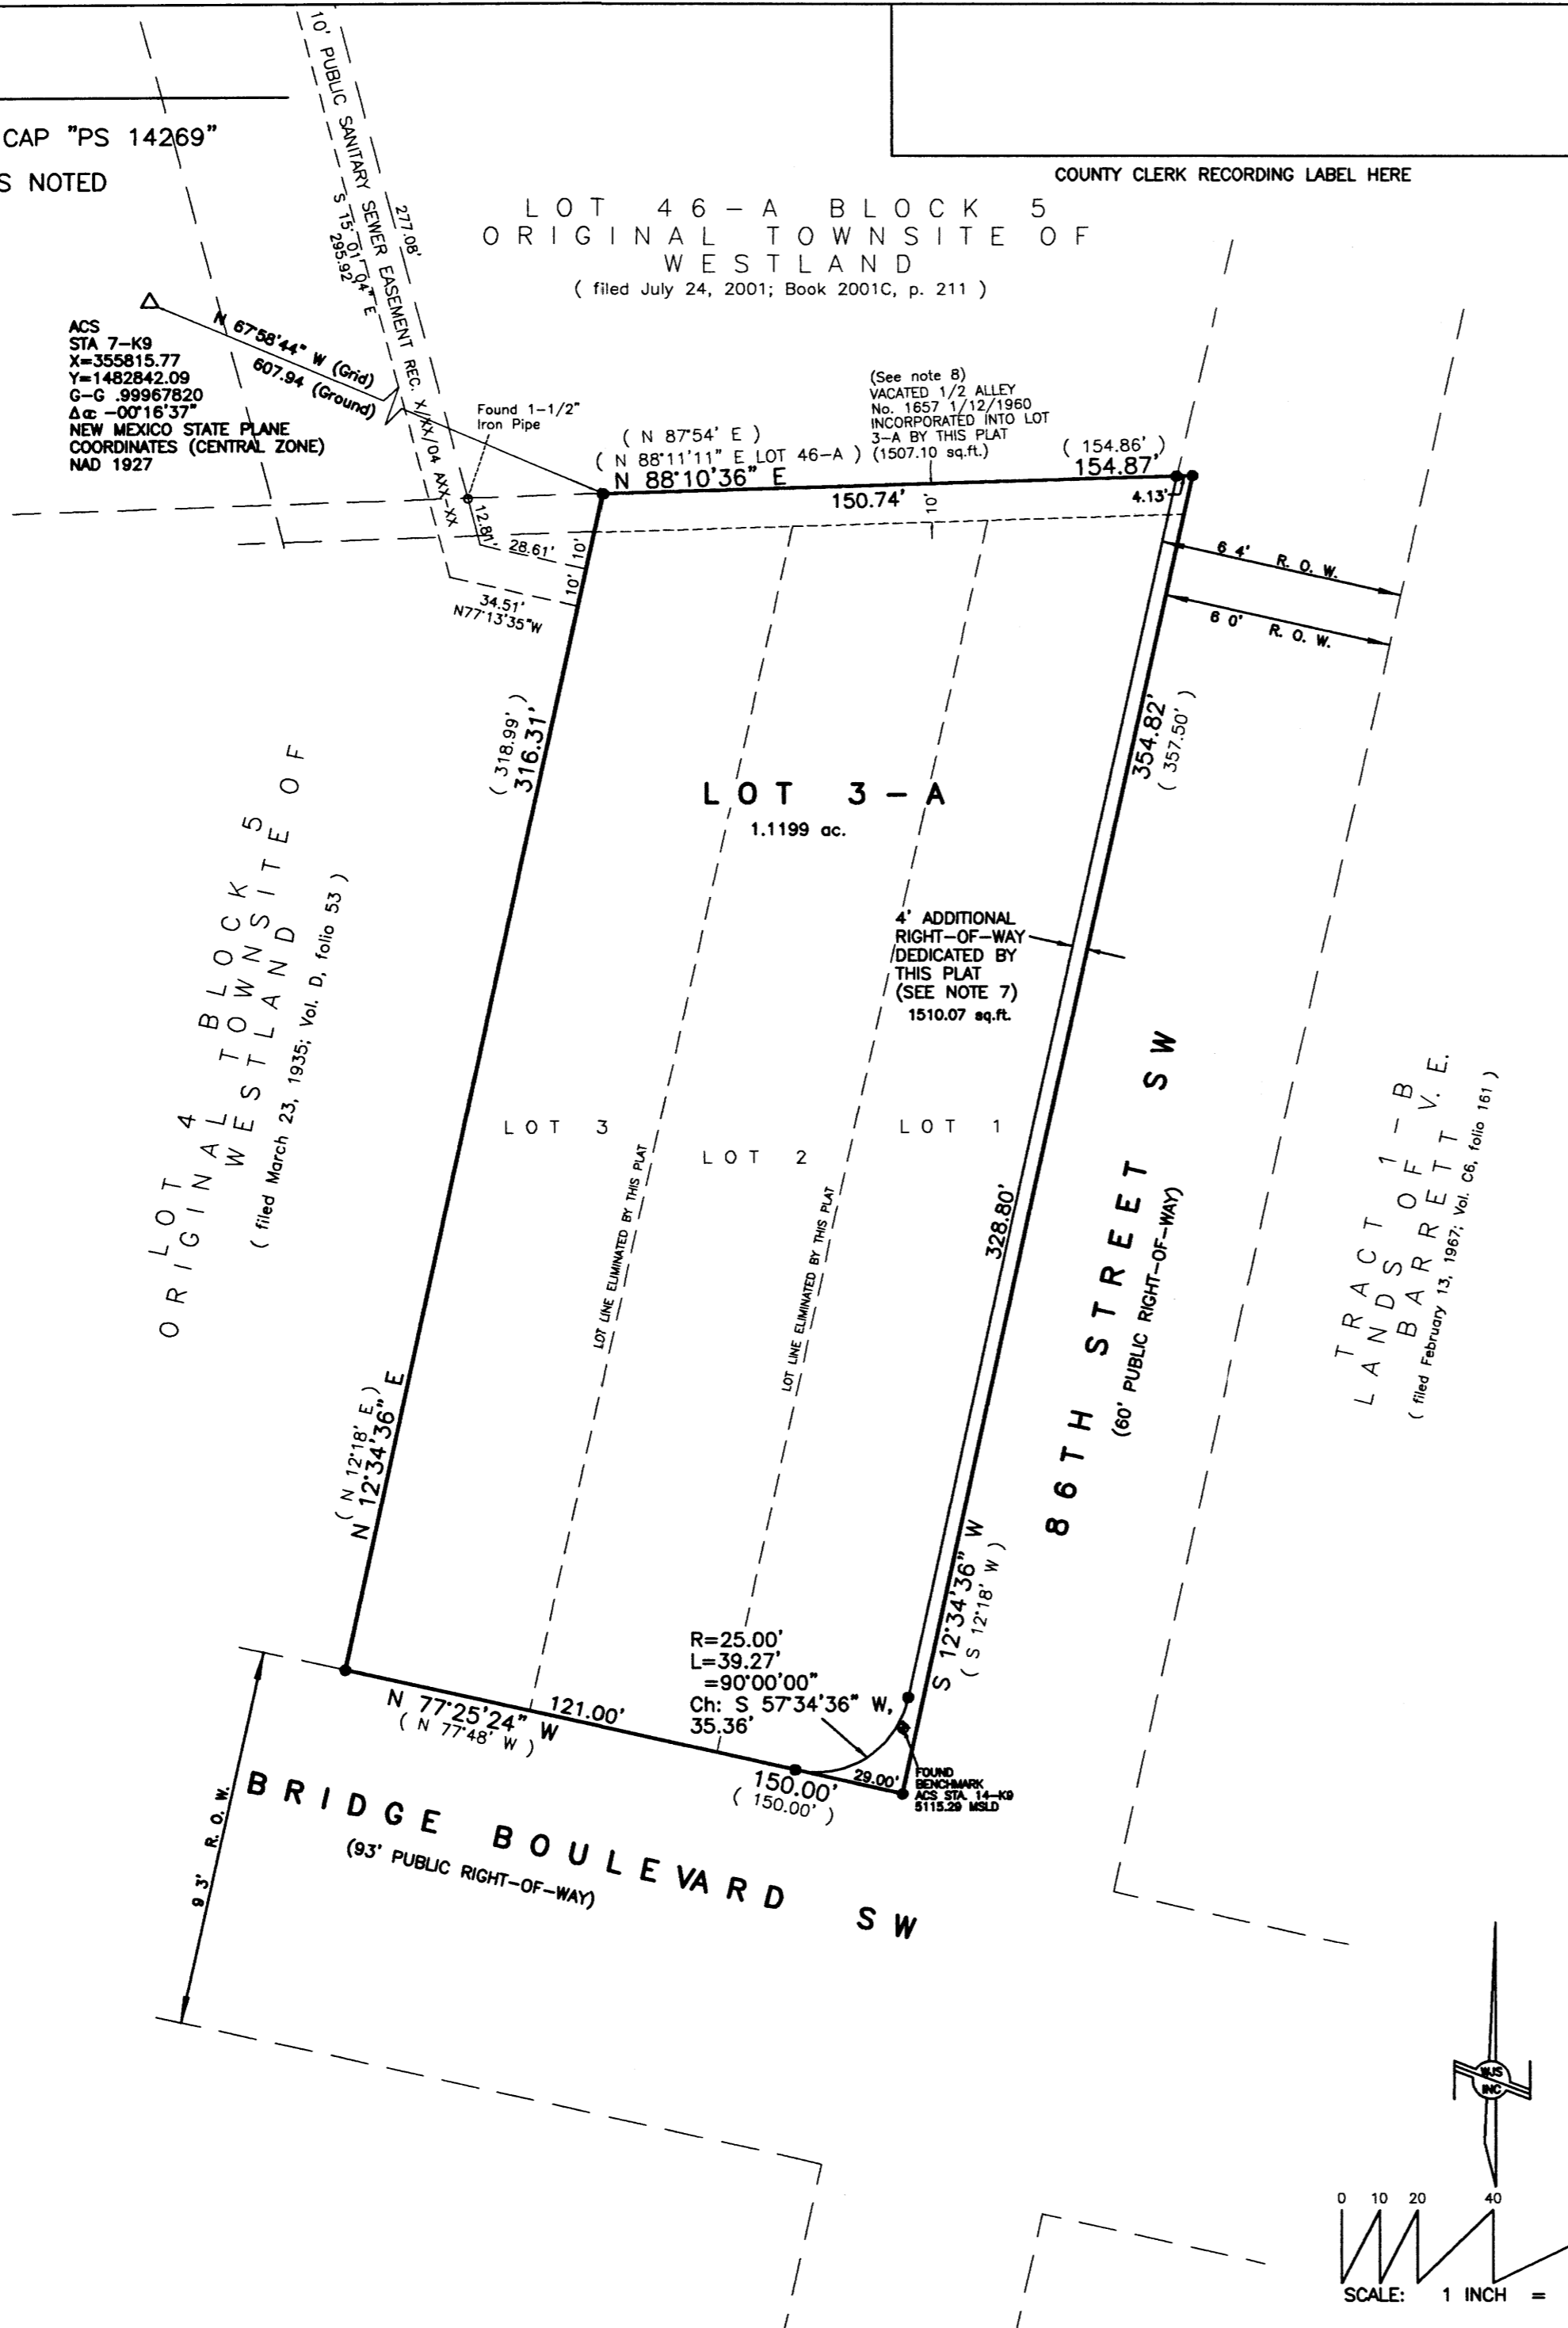 CAP "PS 14269"
S NOTED
COUNTY CLERK RECORDING LABEL HERE
10' PUBLIC SANITARY SEWER EASEMENT REC. X/XX/04 AXX-XX
277.08'
S 15°01'04" E
295.92'
LOT 46-A BLOCK 5
ORIGINAL TOWNSITE OF
WESTLAND
( filed July 24, 2001; Book 2001C, p. 211 )
ACS
STA 7-K9
X=355815.77
Y=1482842.09
G-G .99967820
Δα -00°16'37"
NEW MEXICO STATE PLANE
COORDINATES (CENTRAL ZONE)
NAD 1927
N 67°58'44" W (Grid)
607.94 (Ground)
Found 1-1/2"
Iron Pipe
(See note 8)
VACATED 1/2 ALLEY
No. 1657 1/12/1960
INCORPORATED INTO LOT
3-A BY THIS PLAT
(1507.10 sq.ft.)
( N 87°54' E )
( N 88°11'11" E LOT 46-A )
N 88°10'36" E
( 154.86' )
154.87'
150.74'
10'
4.13'
12.81'
28.61'
10'
10'
34.51'
N77°13'35"W
64' R. O. W.
60' R. O. W.
( 318.99' )
316.31'
354.82'
( 357.50' )
LOT 3-A
1.1199 ac.
4' ADDITIONAL
RIGHT-OF-WAY
DEDICATED BY
THIS PLAT
(SEE NOTE 7)
1510.07 sq.ft.
LOT 4 BLOCK 5
ORIGINAL TOWNSITE OF
WESTLAND
( filed March 23, 1935; Vol. D, folio 53 )
LOT 3
LOT 2
LOT 1
LOT LINE ELIMINATED BY THIS PLAT
LOT LINE ELIMINATED BY THIS PLAT
328.80'
86TH STREET SW
(60' PUBLIC RIGHT-OF-WAY)
TRACT 1-B
LANDS OF V. E.
BARRETT
( filed February 13, 1967; Vol. C6, folio 161 )
( N 12°18' E )
N 12°34'36" E
S 12°34'36" W
( S 12°18' W )
R=25.00'
L=39.27'
=90°00'00"
Ch: S 57°34'36" W,
35.36'
N 77°25'24" W
( N 77°48' W )
121.00'
150.00'
( 150.00' )
29.00'
FOUND
BENCHMARK
ACS STA. 14-K9
5115.29 MSLD
BRIDGE BOULEVARD SW
(93' PUBLIC RIGHT-OF-WAY)
93' R. O. W.
WJS
INC
0 10 20 40
SCALE: 1 INCH =